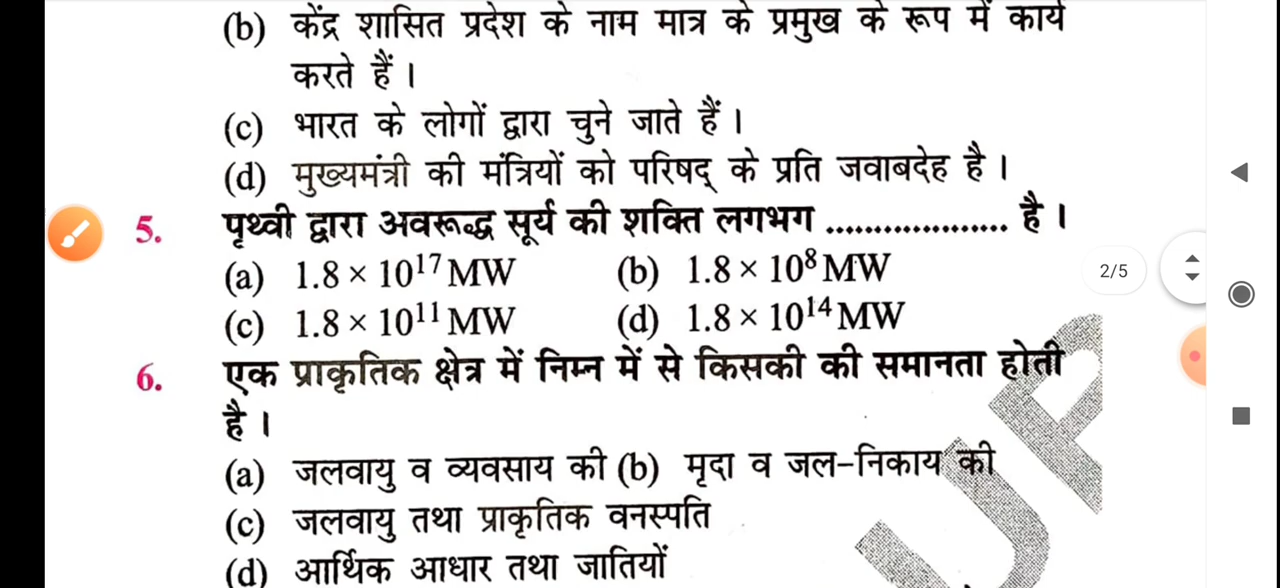 (b) केंद्र शासित प्रदेश के नाम मात्र के प्रमुख के रूप में कार्य
करते हैं ।
(c) भारत के लोगों द्वारा चुने जाते हैं ।
(d) मुख्यमंत्री की मंत्रियों को परिषद् के प्रति जवाबदेह है ।
5. पृथ्वी द्वारा अवरूद्ध सूर्य की शक्ति लगभग ..................... है ।
(a) 1.8 × 10¹⁷ MW (b) 1.8 × 10⁸ MW
(c) 1.8 × 10¹¹ MW (d) 1.8 × 10¹⁴ MW
2/5
6. एक प्राकृतिक क्षेत्र में निम्न में से किसकी की समानता होती
है ।
(a) जलवायु व व्यवसाय की (b) मृदा व जल-निकाय की
(c) जलवायु तथा प्राकृतिक वनस्पति
(d) आर्थिक आधार तथा जातियों
UP